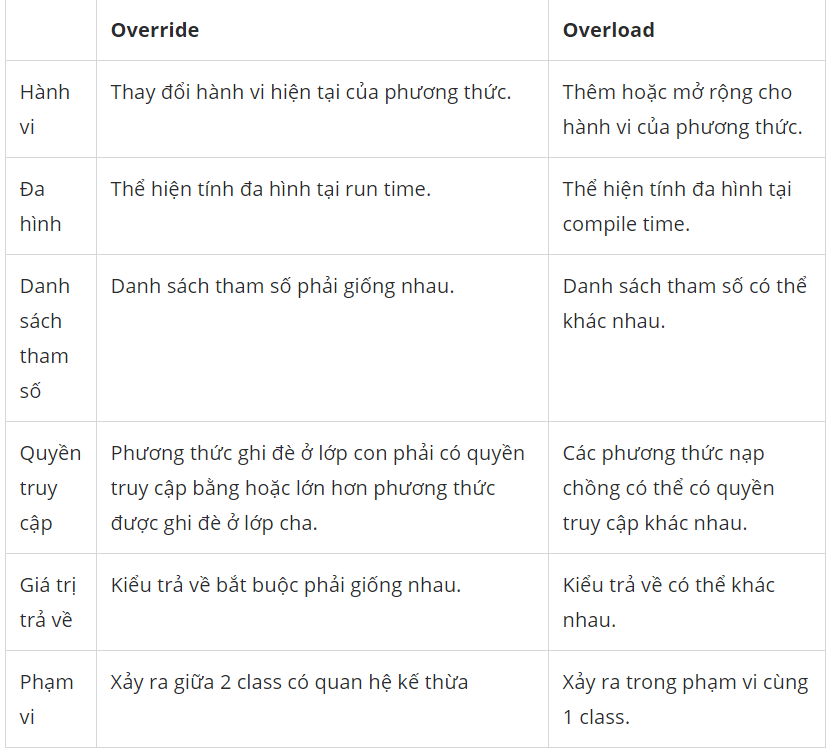 Override
Overload
Hành
vi
Thay đổi hành vi hiện tại của phương thức.
Thêm hoặc mở rộng cho
hành vi của phương thức.
Đa
hình
Thể hiện tính đa hình tại run time.
Thể hiện tính đa hình tại
compile time.
Danh
sách
tham
số
Danh sách tham số phải giống nhau.
Danh sách tham số có thể
khác nhau.
Quyền
truy
cập
Phương thức ghi đè ở lớp con phải có quyền
truy cập bằng hoặc lớn hơn phương thức
được ghi đè ở lớp cha.
Các phương thức nạp
chồng có thể có quyền
truy cập khác nhau.
Giá trị
trả về
Kiểu trả về bắt buộc phải giống nhau.
Kiểu trả về có thể khác
nhau.
Phạm
vi
Xảy ra giữa 2 class có quan hệ kế thừa
Xảy ra trong phạm vi cùng
1 class.